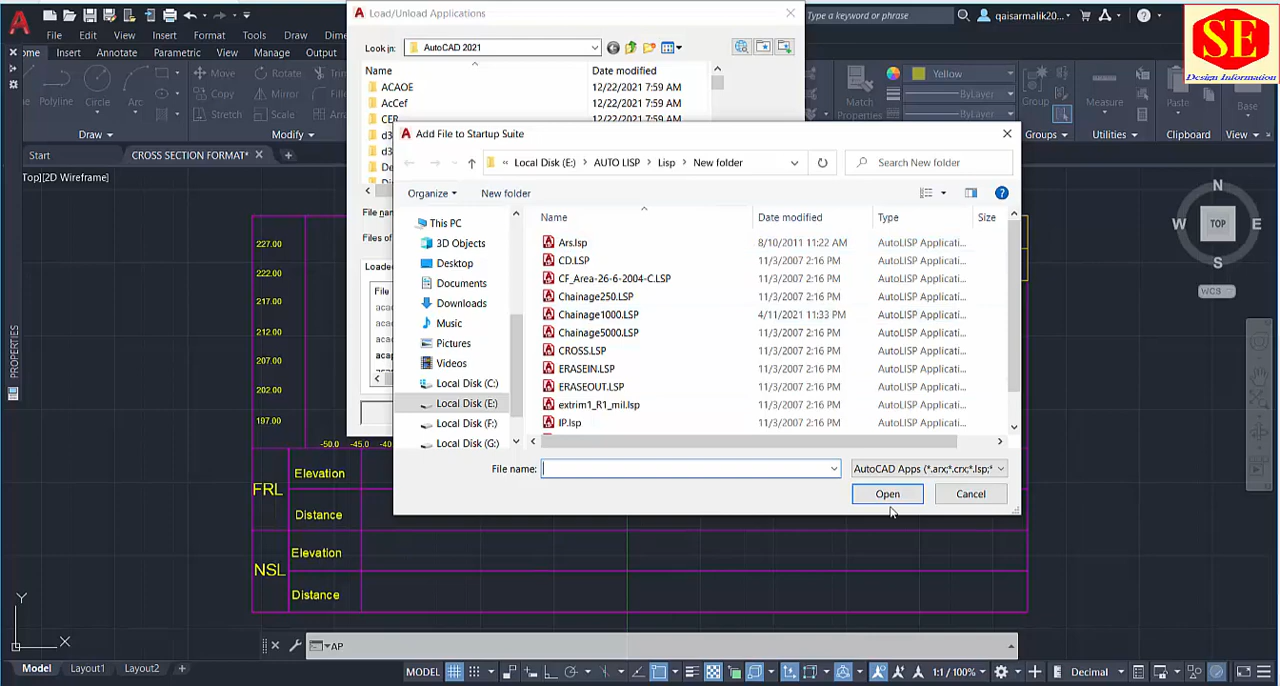 Load/Unload Applications
Type a keyword or phrase
qaisarmalik20...
SE
Design Information
File Edit View Insert Format Tools Draw
Look in: AutoCAD 2021
ome Insert Annotate Parametric View Manage Output
Name Date modified
ACAOE 12/22/2021 7:59 AM
AcCef 12/22/2021 7:59 AM
CER 12/22/2021 7:59 AM
Polyline Circle Arc
Move Rotate
Copy Mirror
Stretch Scale
Draw Modify
Match
Properties
Yellow
ByLayer
ByLayer
Group
Groups
Measure
Utilities
Paste
Clipboard
Base
View
Start CROSS SECTION FORMAT*
Top][2D Wireframe]
File nam
Files of
Loade
File
Add File to Startup Suite
Local Disk (E:) AUTO LISP Lisp New folder
Search New folder
Organize New folder
This PC
3D Objects
Desktop
Documents
Downloads
Music
Pictures
Videos
Local Disk (C:)
Local Disk (E:)
Local Disk (F:)
Local Disk (G:)
Name Date modified Type Size
Ars.lsp 8/10/2011 11:22 AM AutoLISP Applicati...
CD.LSP 11/3/2007 2:16 PM AutoLISP Applicati...
CF_Area-26-6-2004-C.LSP 11/3/2007 2:16 PM AutoLISP Applicati...
Chainage250.LSP 11/3/2007 2:16 PM AutoLISP Applicati...
Chainage1000.LSP 4/11/2021 11:33 PM AutoLISP Applicati...
Chainage5000.LSP 11/3/2007 2:16 PM AutoLISP Applicati...
CROSS.LSP 11/3/2007 2:16 PM AutoLISP Applicati...
ERASEIN.LSP 11/3/2007 2:16 PM AutoLISP Applicati...
ERASEOUT.LSP 11/3/2007 2:16 PM AutoLISP Applicati...
extrim1_R1_mil.lsp 11/3/2007 2:16 PM AutoLISP Applicati...
IP.lsp 11/3/2007 2:16 PM AutoLISP Applicati...
File name:
AutoCAD Apps (*.arx;*.crx;*.lsp;*
Open Cancel
N
W TOP E
S
WCS
PROPERTIES
227.00
222.00
217.00
212.00
207.00
202.00
197.00
-50.0 -45.0
FRL
Elevation
Distance
NSL
Elevation
Distance
Y
X
AP
Model Layout1 Layout2 +
MODEL 1:1 / 100% Decimal